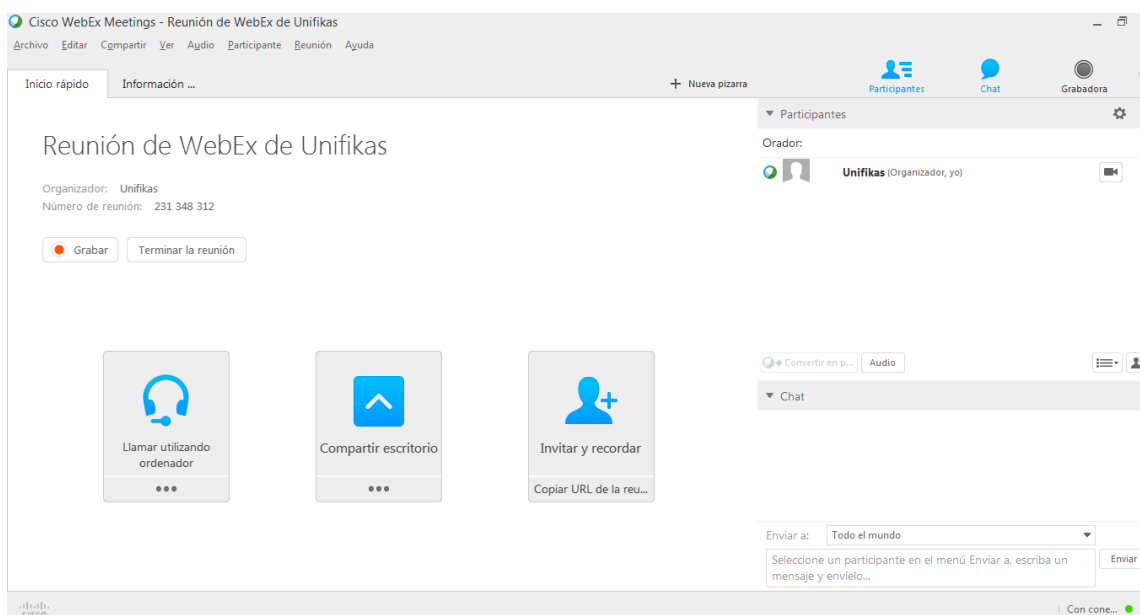 Cisco WebEx Meetings - Reunión de WebEx de Unifikas
Archivo Editar Compartir Ver Audio Participante Reunión Ayuda
Inicio rápido Información ... Nueva pizarra Participantes Chat Grabadora
Participantes
Reunión de WebEx de Unifikas
Orador:
Unifikas (Organizador, yo)
Organizador: Unifikas
Número de reunión: 231 348 312
Grabar Terminar la reunión
Convertir en p... Audio
Chat
Llamar utilizando
ordenador
Compartir escritorio
Invitar y recordar
Copiar URL de la reu...
Enviar a: Todo el mundo
Seleccione un participante en el menú Enviar a, escriba un
mensaje y envíelo...
Enviar
cisco
Con cone...